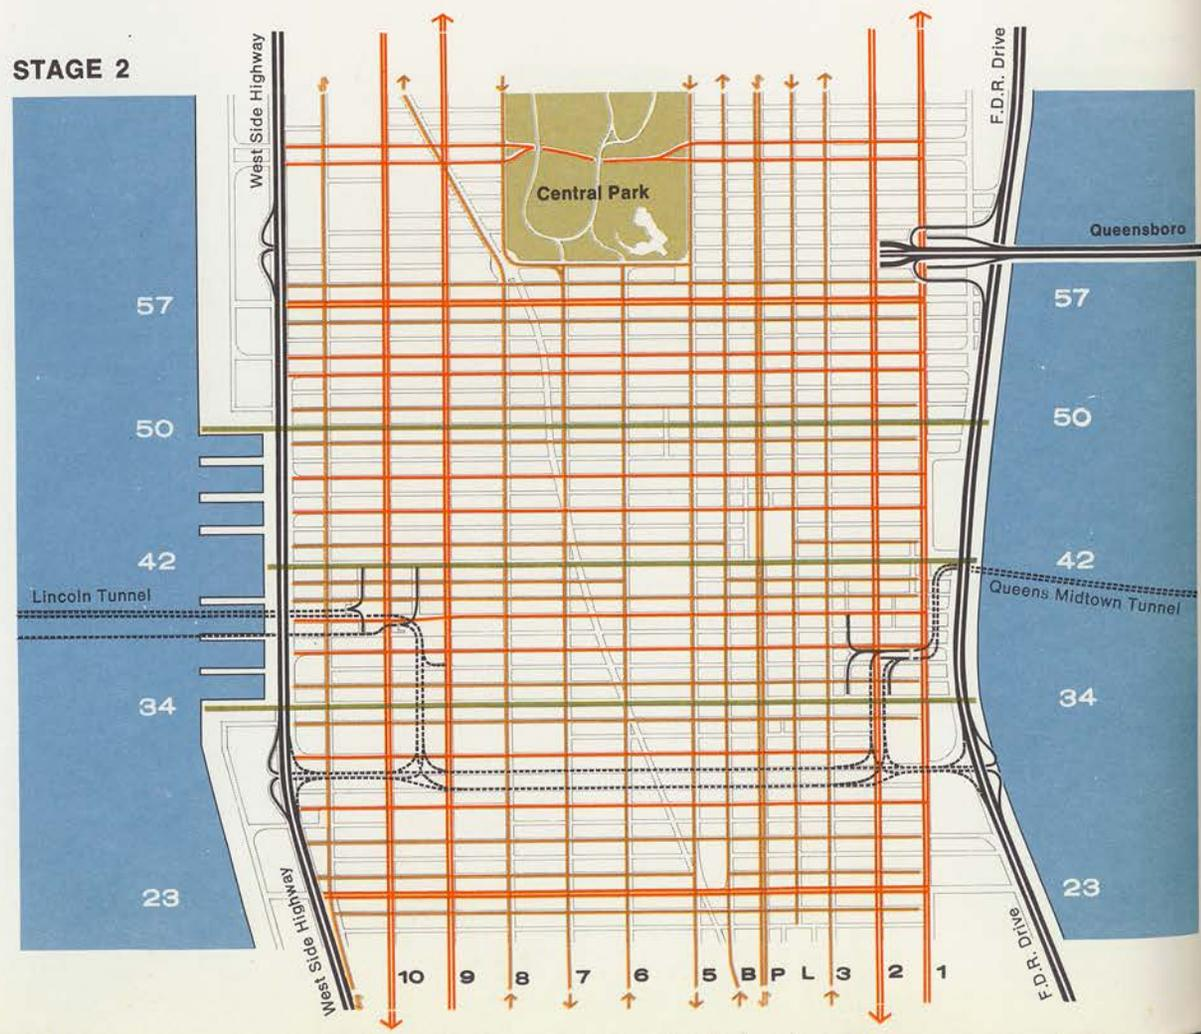 STAGE 2
West Side Highway
F.D.R. Drive
Central Park
Queensboro
57
57
50
50
42
42
Lincoln Tunnel
Queens Midtown Tunnel
34
34
23
23
West Side Highway
10 9 8 7 6 5 B P L 3 2 1
F.D.R. Drive